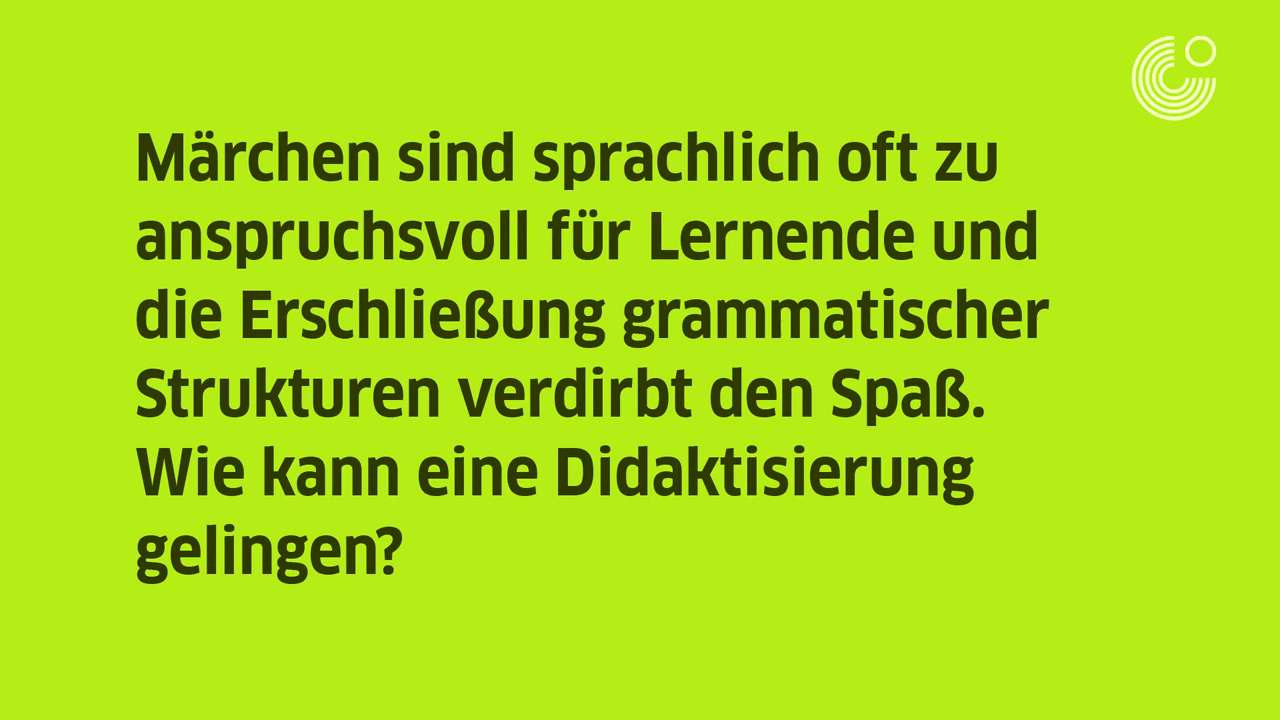 Märchen sind sprachlich oft zu
anspruchsvoll für Lernende und
die Erschließung grammatischer
Strukturen verdirbt den Spaß.
Wie kann eine Didaktisierung
gelingen?